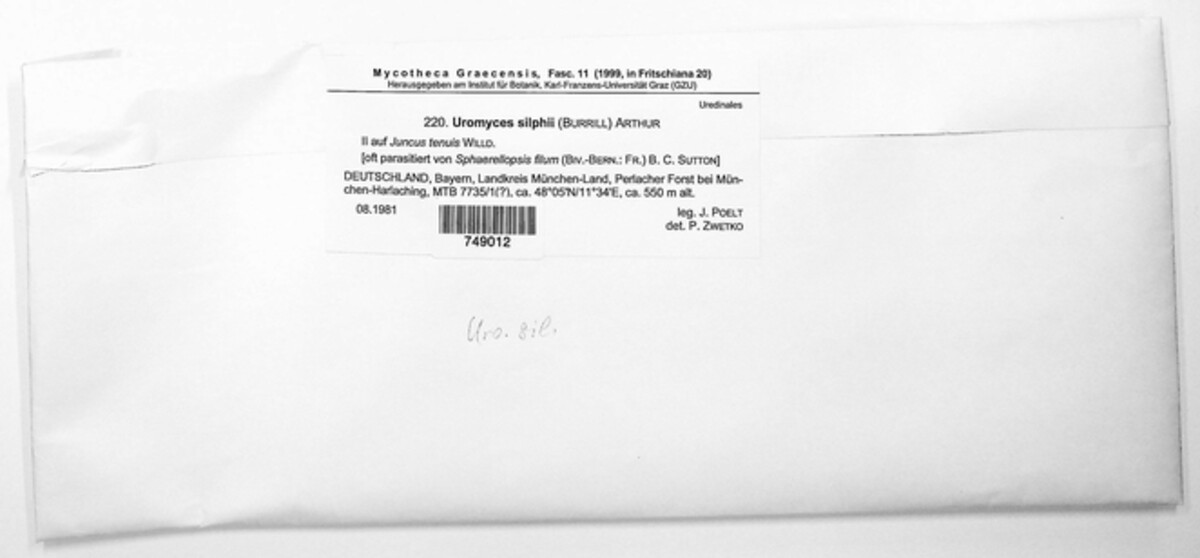 Mycotheca Graecensis, Fasc. 11 (1999, in Fritschiana 20)
Herausgegeben am Institut für Botanik, Karl-Franzens-Universität Graz (GZU)
Uredinales
220. Uromyces silphii (BURRILL) ARTHUR
II auf Juncus tenuis WILLD.
[oft parasitiert von Sphaerellopsis filum (BIV.-BERN.: FR.) B. C. SUTTON]
DEUTSCHLAND, Bayern, Landkreis München-Land, Perlacher Forst bei Mün-
chen-Harlaching, MTB 7735/1(?), ca. 48°05'N/11°34'E, ca. 550 m alt.
08.1981
leg. J. POELT
det. P. ZWETKO
749012
Uro. sil.